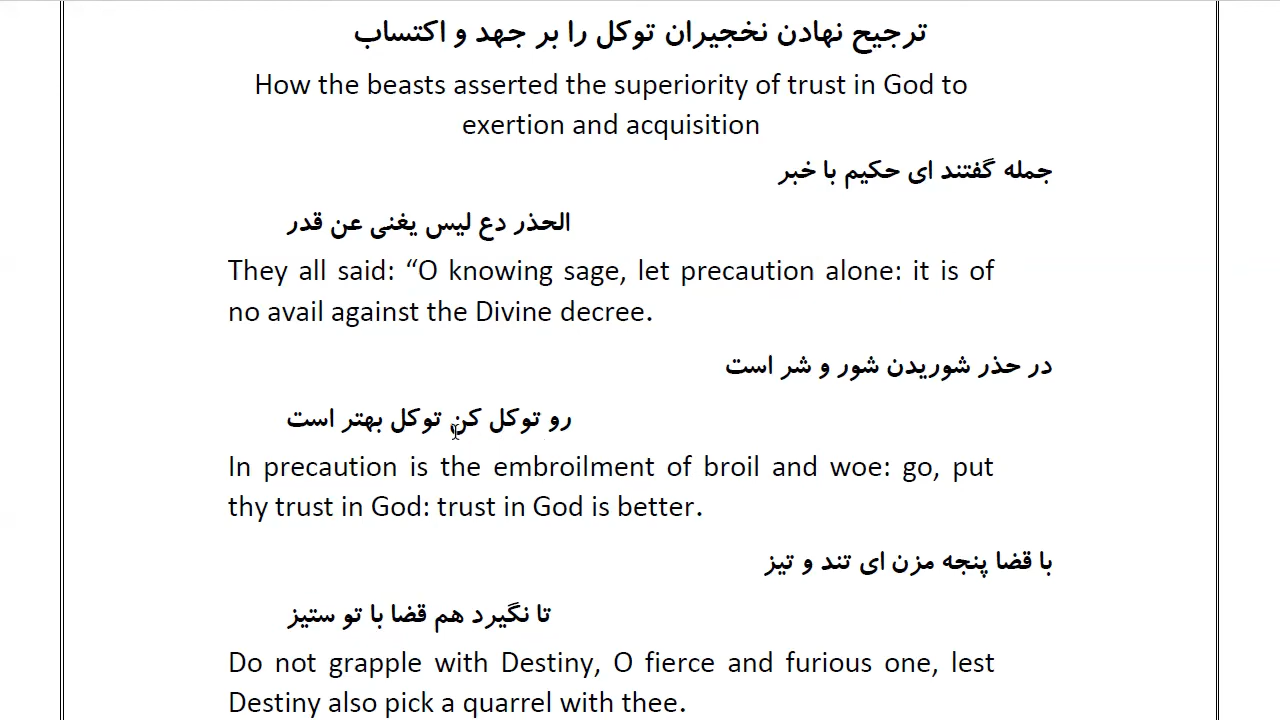 ترجیح نهادن نخجیران توکل را بر جهد و اکتساب
How the beasts asserted the superiority of trust in God to
exertion and acquisition
جمله گفتند ای حکیم با خبر
الحذر دع لیس یغنی عن قدر
They all said: “O knowing sage, let precaution alone: it is of
no avail against the Divine decree.
در حذر شوریدن شور و شر است
رو توکل کن توکل بهتر است
In precaution is the embroilment of broil and woe: go, put
thy trust in God: trust in God is better.
با قضا پنجه مزن ای تند و تیز
تا نگیرد هم قضا با تو ستیز
Do not grapple with Destiny, O fierce and furious one, lest
Destiny also pick a quarrel with thee.